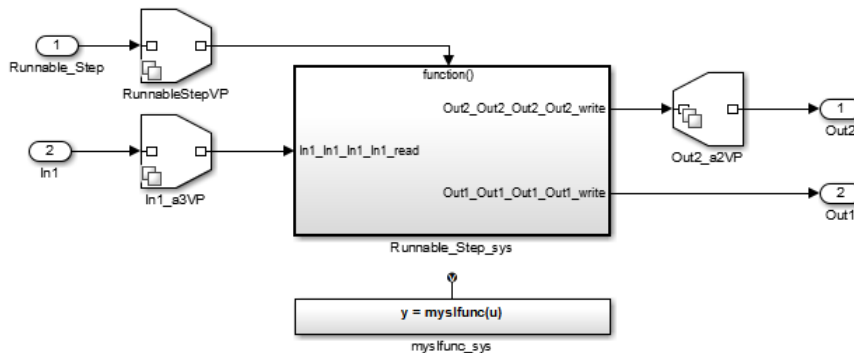 1
Runnable_Step
RunnableStepVP
function()
Out2_Out2_Out2_Out2_write
1
Out2
2
In1
In1_a3VP
In1_In1_In1_In1_read
Out2_a2VP
Out1_Out1_Out1_Out1_write
2
Out1
Runnable_Step_sys
y = myslfunc(u)
myslfunc_sys